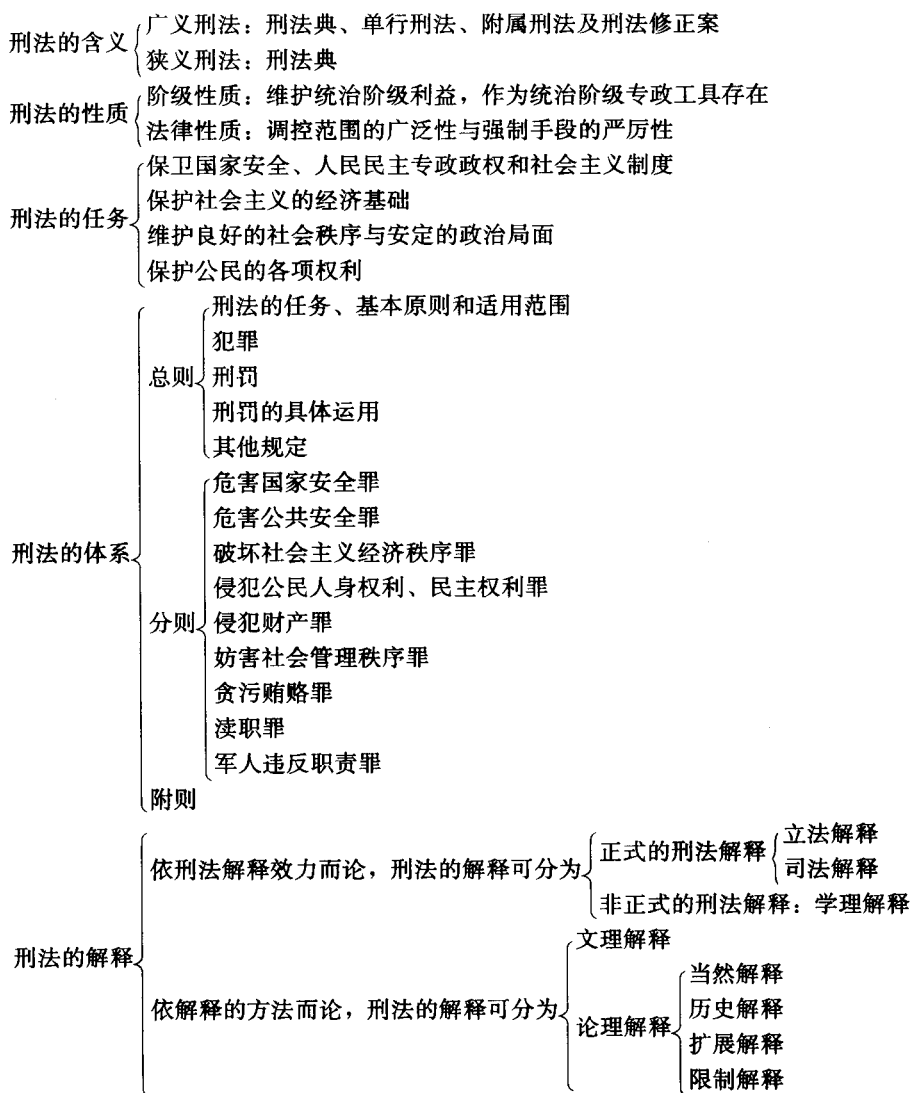 刑法的含义
广义刑法：刑法典、单行刑法、附属刑法及刑法修正案
狭义刑法：刑法典
刑法的性质
阶级性质：维护统治阶级利益，作为统治阶级专政工具存在
法律性质：调控范围的广泛性与强制手段的严厉性
刑法的任务
保卫国家安全、人民民主专政政权和社会主义制度
保护社会主义的经济基础
维护良好的社会秩序与安定的政治局面
保护公民的各项权利
刑法的体系
总则
刑法的任务、基本原则和适用范围
犯罪
刑罚
刑罚的具体运用
其他规定
分则
危害国家安全罪
危害公共安全罪
破坏社会主义经济秩序罪
侵犯公民人身权利、民主权利罪
侵犯财产罪
妨害社会管理秩序罪
贪污贿赂罪
渎职罪
军人违反职责罪
附则
刑法的解释
依刑法解释效力而论，刑法的解释可分为
正式的刑法解释
立法解释
司法解释
非正式的刑法解释：学理解释
依解释的方法而论，刑法的解释可分为
文理解释
论理解释
当然解释
历史解释
扩展解释
限制解释